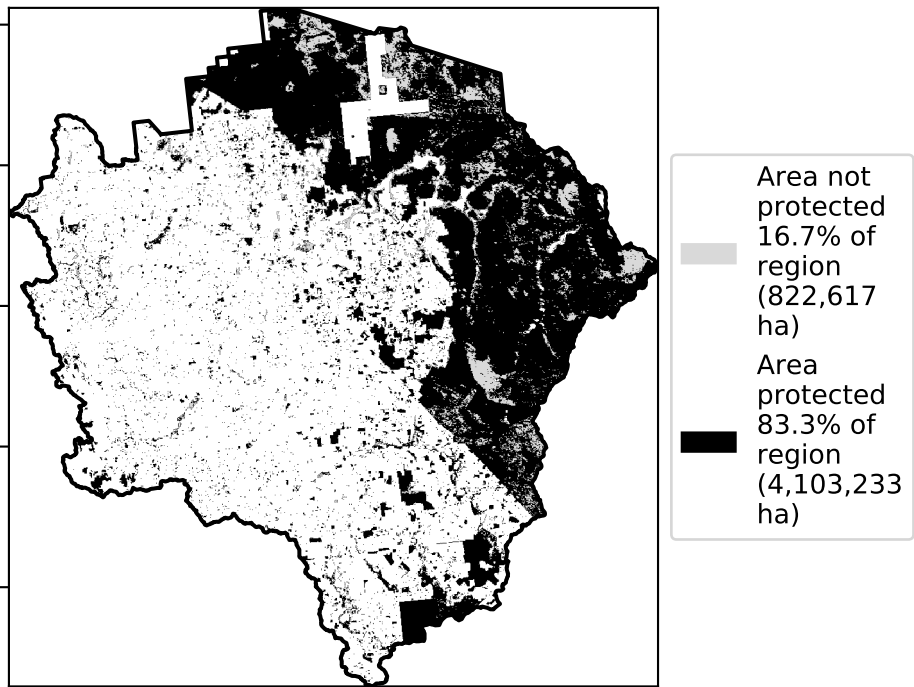 Area not
protected
16.7% of
region
(822,617
ha)
Area
protected
83.3% of
region
(4,103,233
ha)